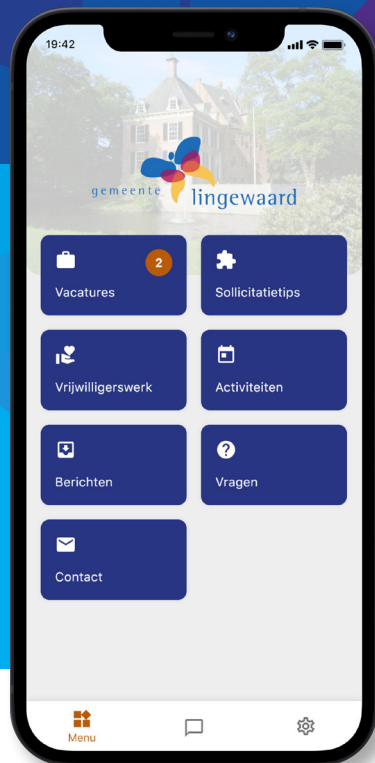 19:42
gemeente lingewaard
2
Vacatures
Sollicitatietips
Vrijwilligerswerk
Activiteiten
Berichten
Vragen
Contact
Menu